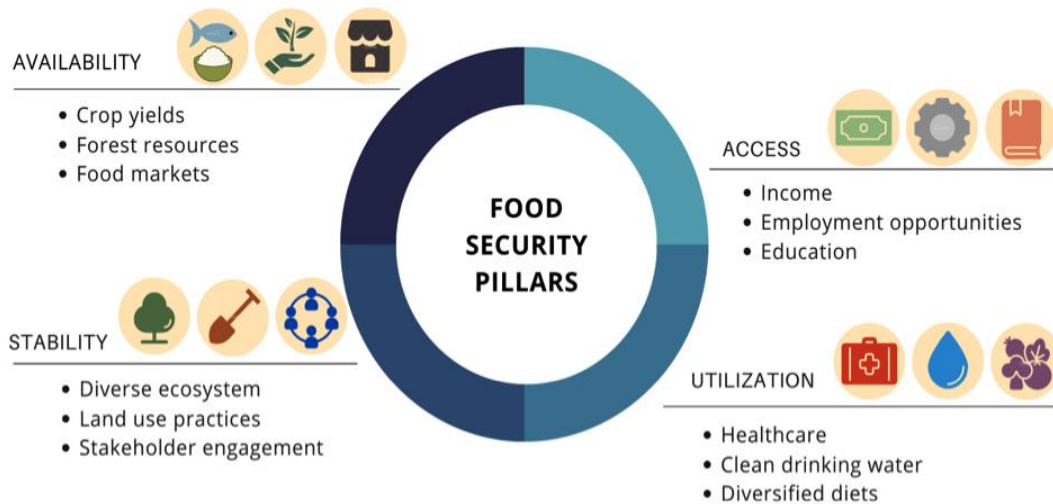 AVAILABILITY
• Crop yields
• Forest resources
• Food markets
FOOD
SECURITY
PILLARS
ACCESS
• Income
• Employment opportunities
• Education
STABILITY
• Diverse ecosystem
• Land use practices
• Stakeholder engagement
UTILIZATION
• Healthcare
• Clean drinking water
• Diversified diets